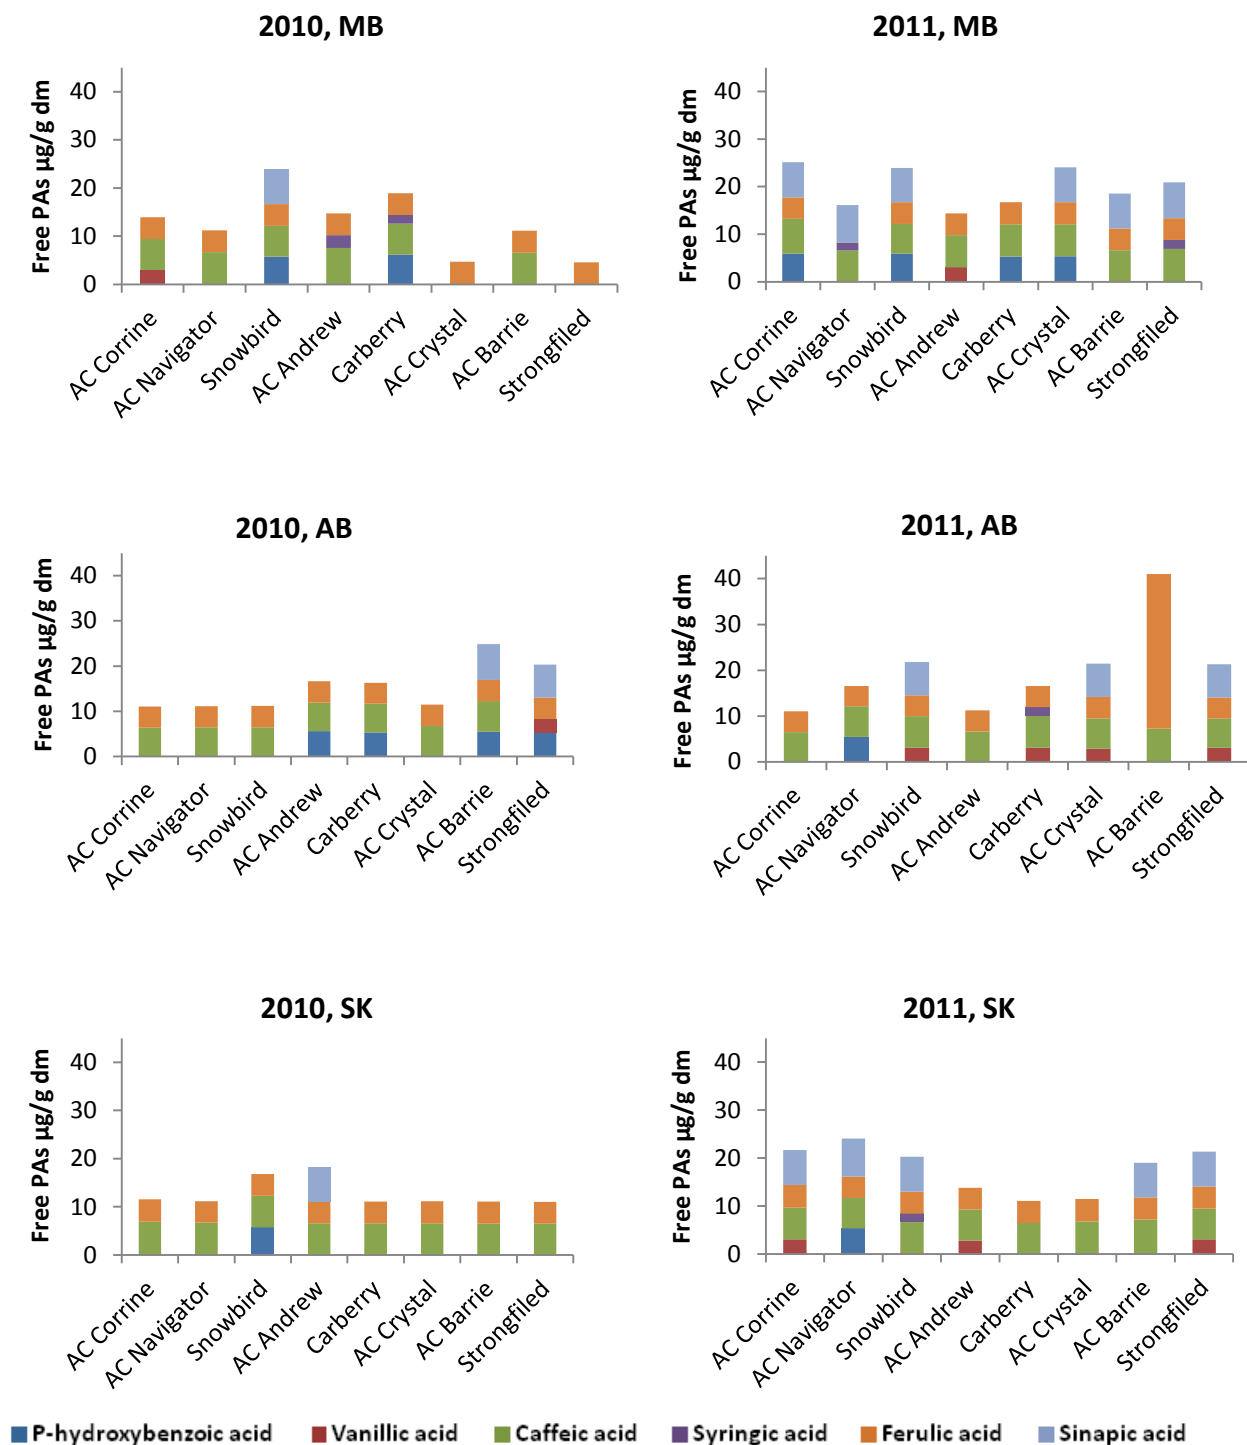 2010, MB
Free PAs µg/g dm
40
30
20
10
0
AC Corrine
AC Navigator
Snowbird
AC Andrew
Carberry
AC Crystal
AC Barrie
Strongfiled
2011, MB
Free PAs µg/g dm
40
30
20
10
0
AC Corrine
AC Navigator
Snowbird
AC Andrew
Carberry
AC Crystal
AC Barrie
Strongfiled
2010, AB
Free PAs µg/g dm
40
30
20
10
0
AC Corrine
AC Navigator
Snowbird
AC Andrew
Carberry
AC Crystal
AC Barrie
Strongfiled
2011, AB
Free PAs µg/g dm
40
30
20
10
0
AC Corrine
AC Navigator
Snowbird
AC Andrew
Carberry
AC Crystal
AC Barrie
Strongfiled
2010, SK
Free PAs µg/g dm
40
30
20
10
0
AC Corrine
AC Navigator
Snowbird
AC Andrew
Carberry
AC Crystal
AC Barrie
Strongfiled
2011, SK
Free PAs µg/g dm
40
30
20
10
0
AC Corrine
AC Navigator
Snowbird
AC Andrew
Carberry
AC Crystal
AC Barrie
Strongfiled
P-hydroxybenzoic acid Vanillic acid Caffeic acid Syringic acid Ferulic acid Sinapic acid